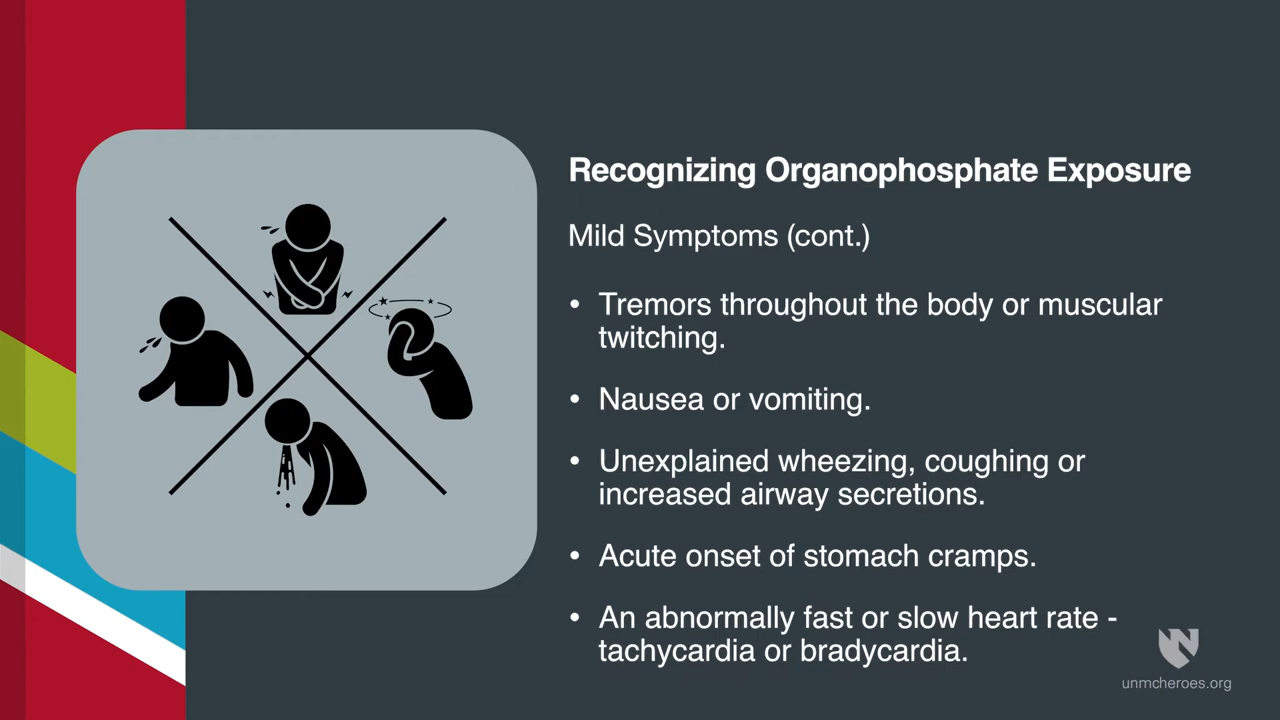 Recognizing Organophosphate Exposure
Mild Symptoms (cont.)
• Tremors throughout the body or muscular
twitching.
• Nausea or vomiting.
• Unexplained wheezing, coughing or
increased airway secretions.
• Acute onset of stomach cramps.
• An abnormally fast or slow heart rate -
tachycardia or bradycardia.
N
unmcheroes.org